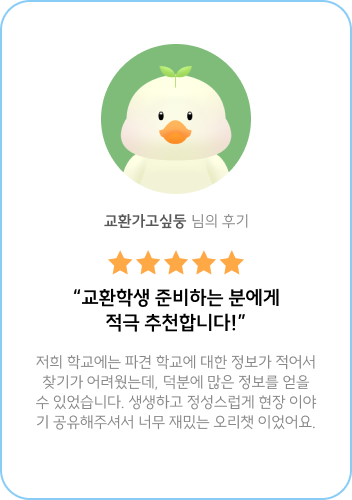 교환가고싶둥 님의 후기
“교환학생 준비하는 분에게
적극 추천합니다!”
저희 학교에는 파견 학교에 대한 정보가 적어서
찾기가 어려웠는데, 덕분에 많은 정보를 얻을
수 있었습니다. 생생하고 정성스럽게 현장 이야
기 공유해주셔서 너무 재밌는 오리챗 이었어요.